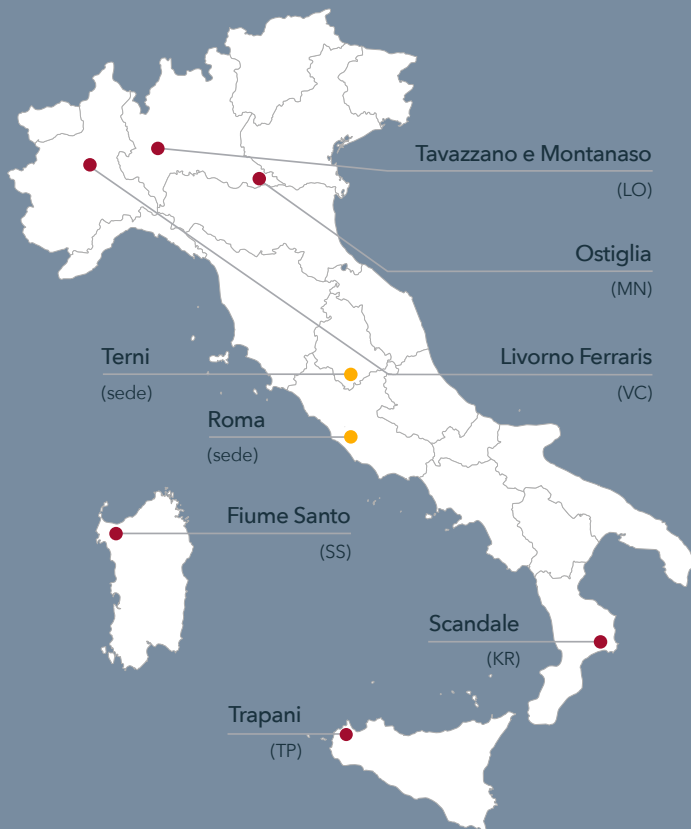 Tavazzano e Montanaso
(LO)
Ostiglia
(MN)
Terni
(sede)
Livorno Ferraris
(VC)
Roma
(sede)
Fiume Santo
(SS)
Scandale
(KR)
Trapani
(TP)